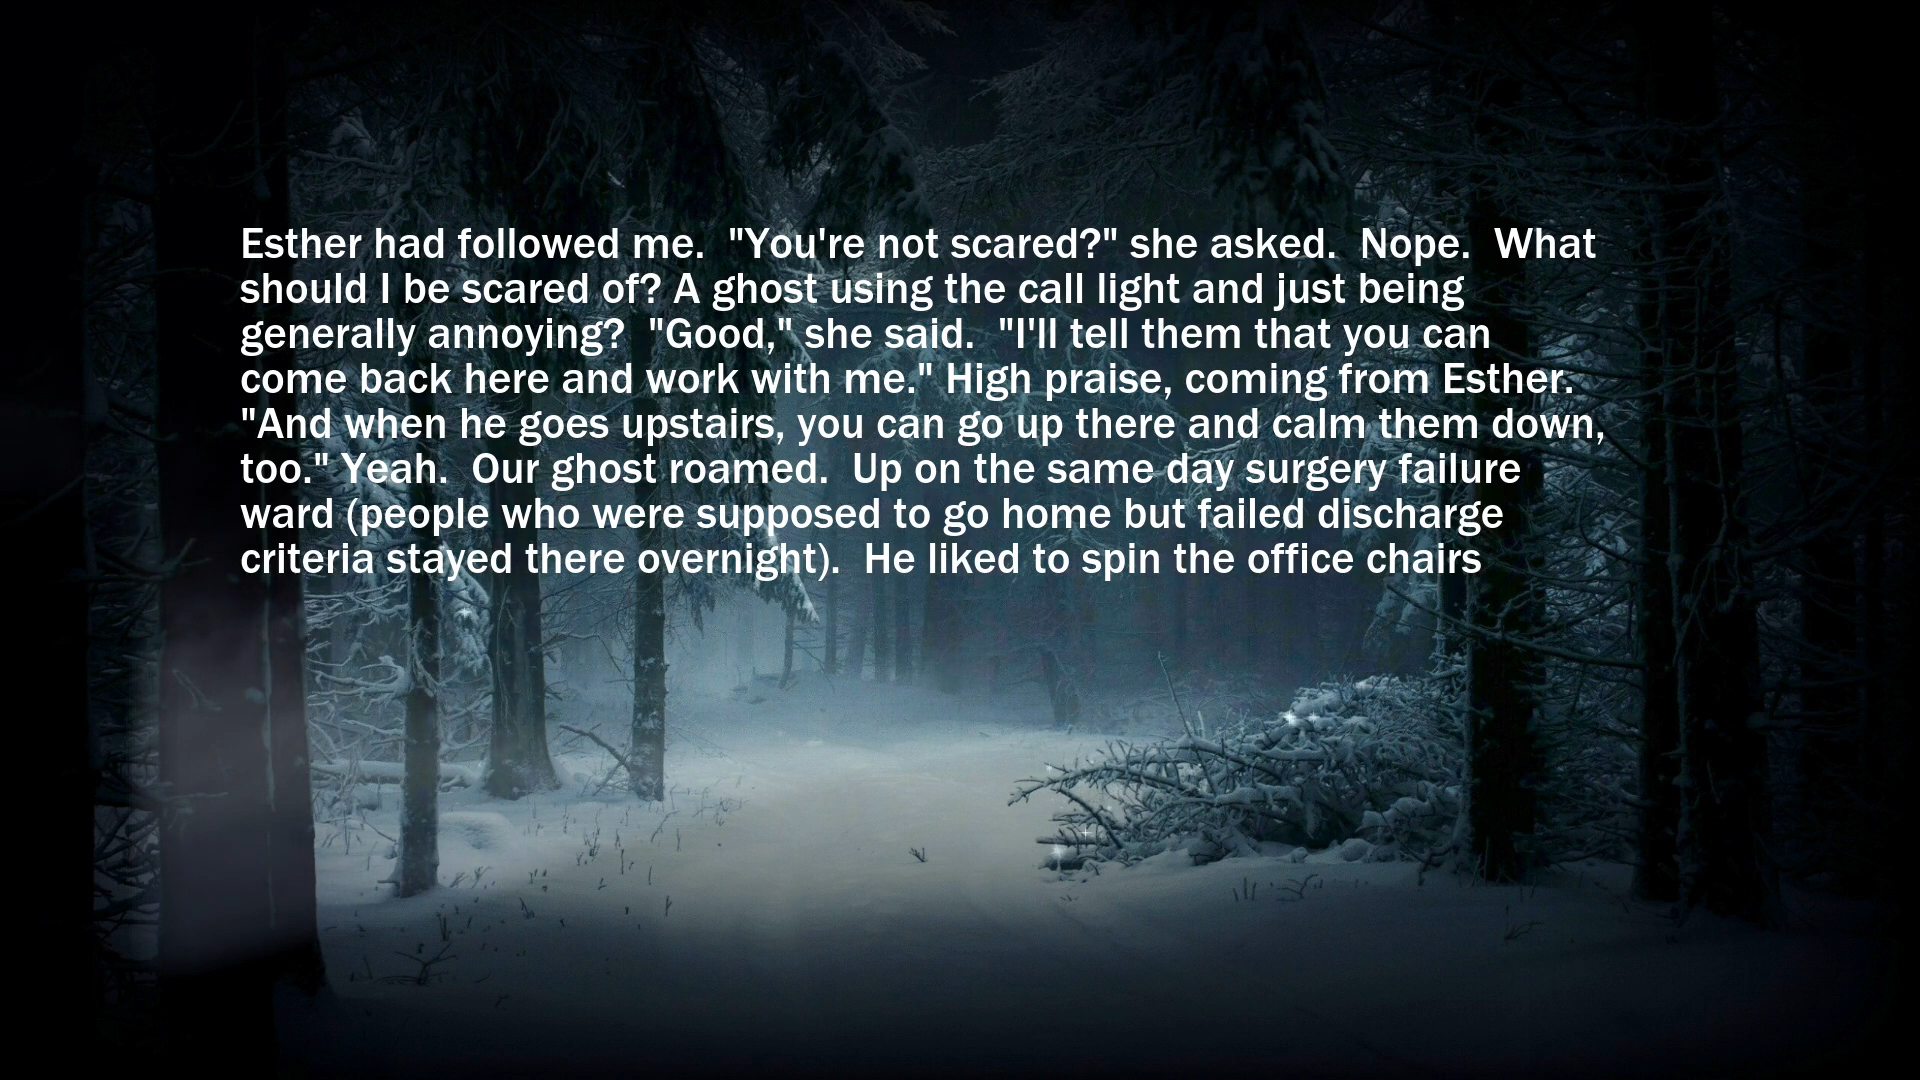 Esther had followed me.  "You're not scared?" she asked.  Nope.  What
should I be scared of? A ghost using the call light and just being
generally annoying?  "Good," she said.  "I'll tell them that you can
come back here and work with me." High praise, coming from Esther.
"And when he goes upstairs, you can go up there and calm them down,
too." Yeah.  Our ghost roamed.  Up on the same day surgery failure
ward (people who were supposed to go home but failed discharge
criteria stayed there overnight).  He liked to spin the office chairs